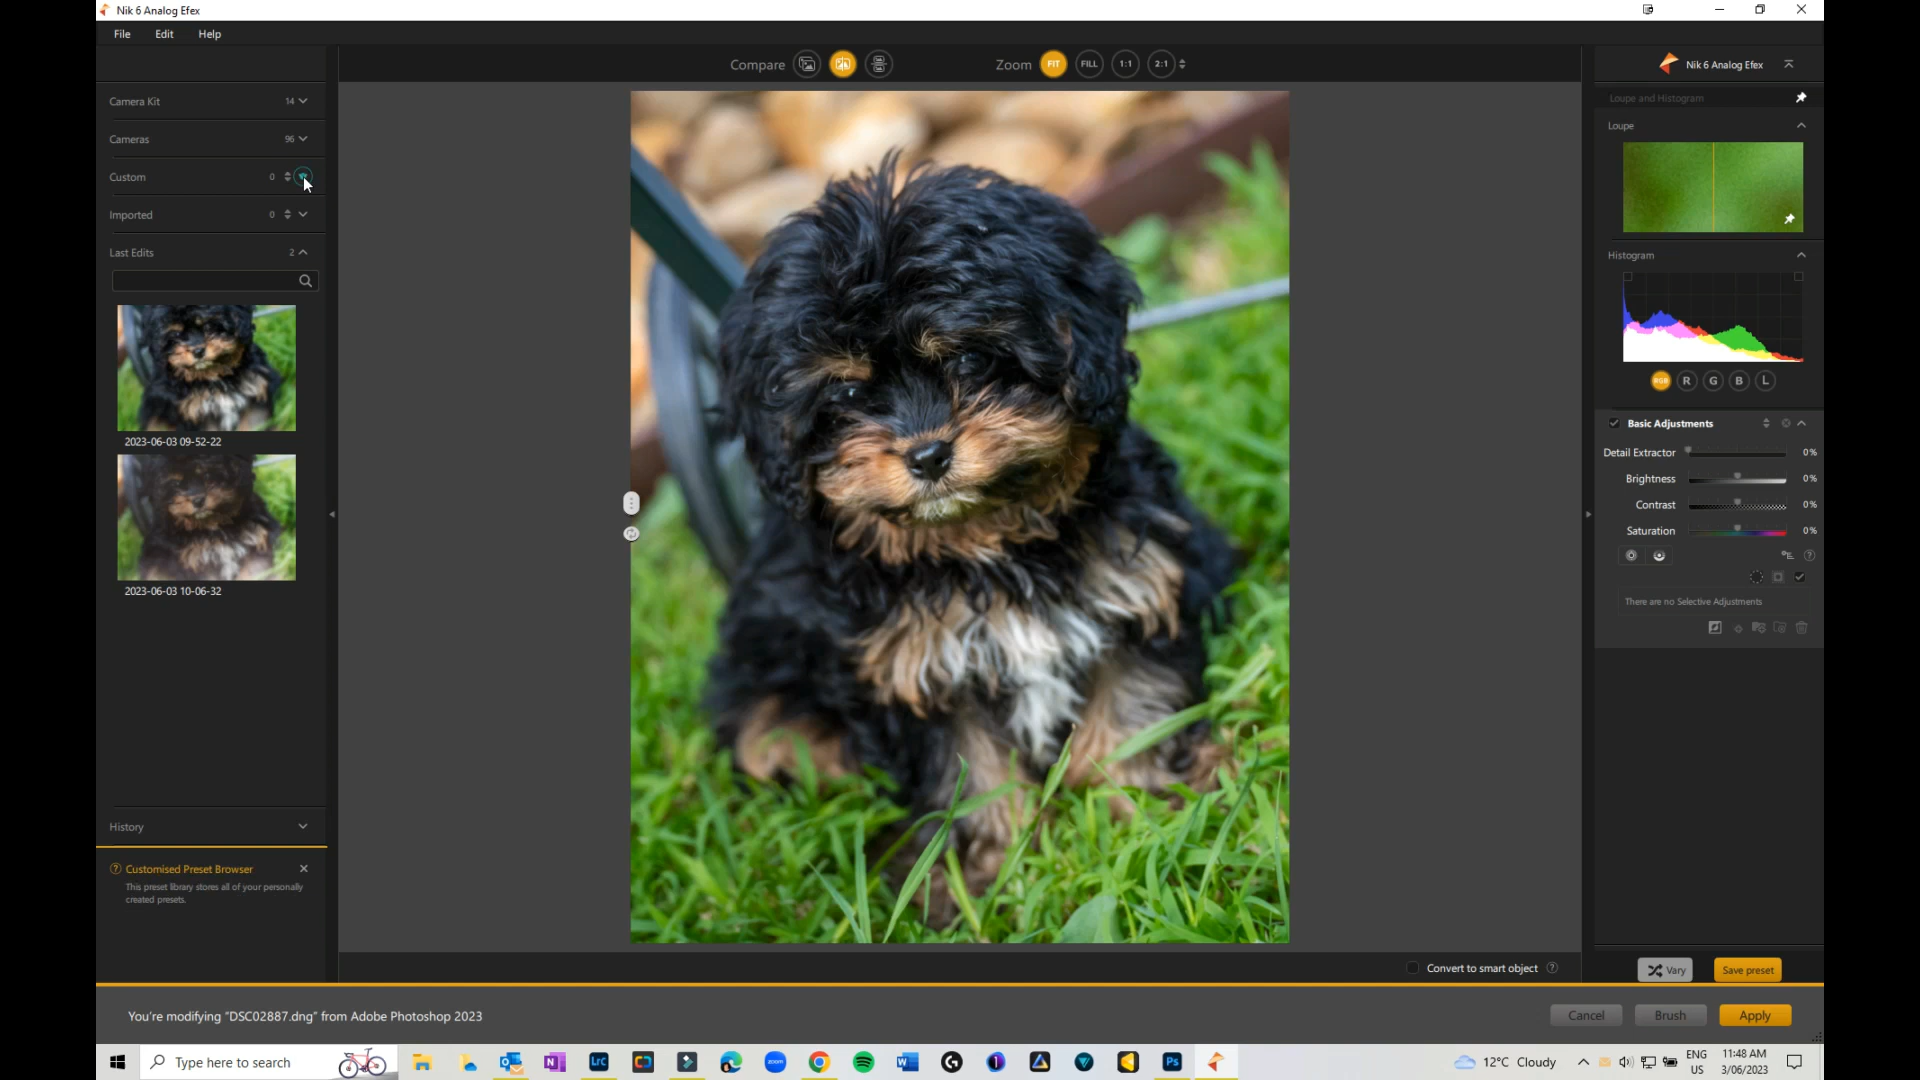 Nik 6 Analog Efex
File Edit Help
Compare
Zoom FIT FILL 1:1 2:1
Nik 6 Analog Efex
Camera Kit 14
Cameras 96
Custom 0
Imported 0
Last Edits 2
2023-06-03 09-52-22
2023-06-03 10-06-32
History
Customised Preset Browser
This preset library stores all of your personally
created presets.
Loupe and Histogram
Loupe
Histogram
RGB R G B L
Basic Adjustments
Detail Extractor 0%
Brightness 0%
Contrast 0%
Saturation 0%
There are no Selective Adjustments
Convert to smart object
Vary Save preset
You're modifying "DSC02887.dng" from Adobe Photoshop 2023
Cancel Brush Apply
Type here to search
Lrc
zoom
Ps
12°C Cloudy
ENG
US
11:48 AM
3/06/2023